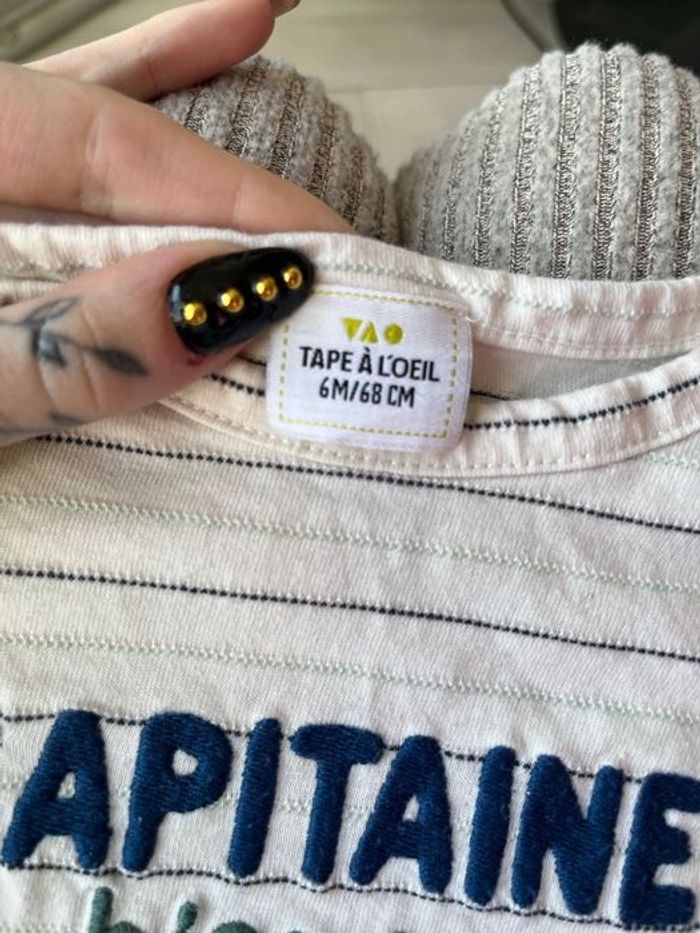 TAPE À L'OEIL
6M/68 CM
APITAINE